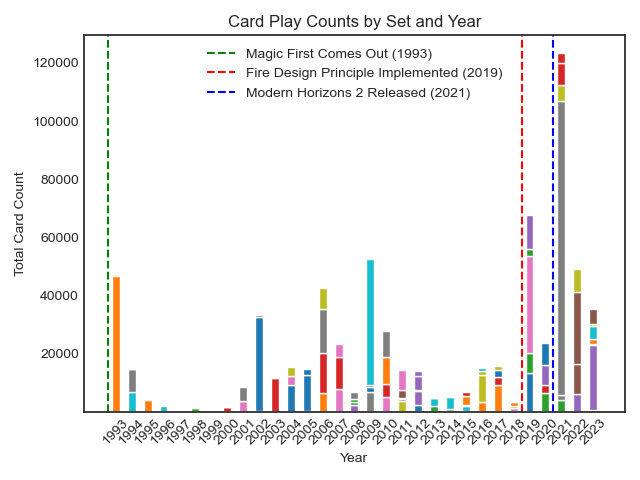 Card Play Counts by Set and Year
Magic First Comes Out (1993)
Fire Design Principle Implemented (2019)
Modern Horizons 2 Released (2021)
Total Card Count
120000
100000
80000
60000
40000
20000
1993 1994 1995 1996 1997 1998 1999 2000 2001 2002 2003 2004 2005 2006 2007 2008 2009 2010 2011 2012 2013 2014 2015 2016 2017 2018 2019 2020 2021 2022 2023
Year